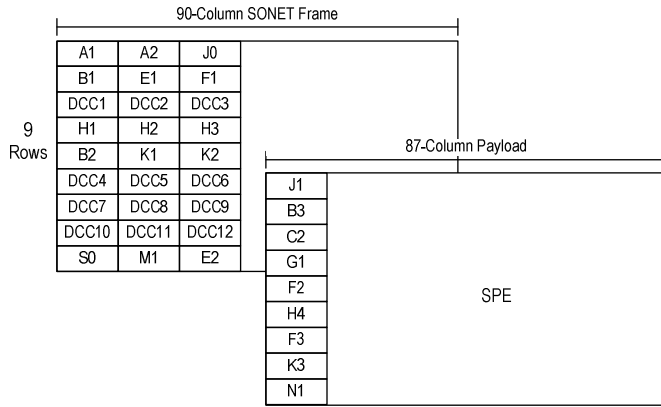 90-Column SONET Frame
A1 A2 J0
B1 E1 F1
DCC1 DCC2 DCC3
9
Rows
H1 H2 H3
B2 K1 K2
DCC4 DCC5 DCC6
DCC7 DCC8 DCC9
DCC10 DCC11 DCC12
S0 M1 E2
87-Column Payload
J1
B3
C2
G1
F2
H4
F3
K3
N1
SPE